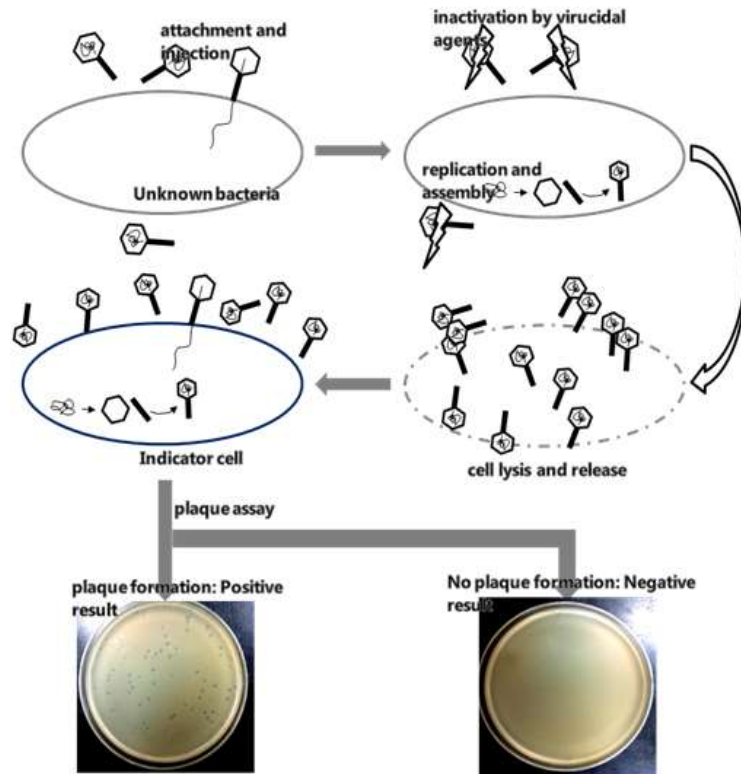 attachment and
injection
inactivation by virucidal
agents
Unknown bacteria
replication and
assembly
Indicator cell
cell lysis and release
plaque assay
plaque formation: Positive
result
No plaque formation: Negative
result